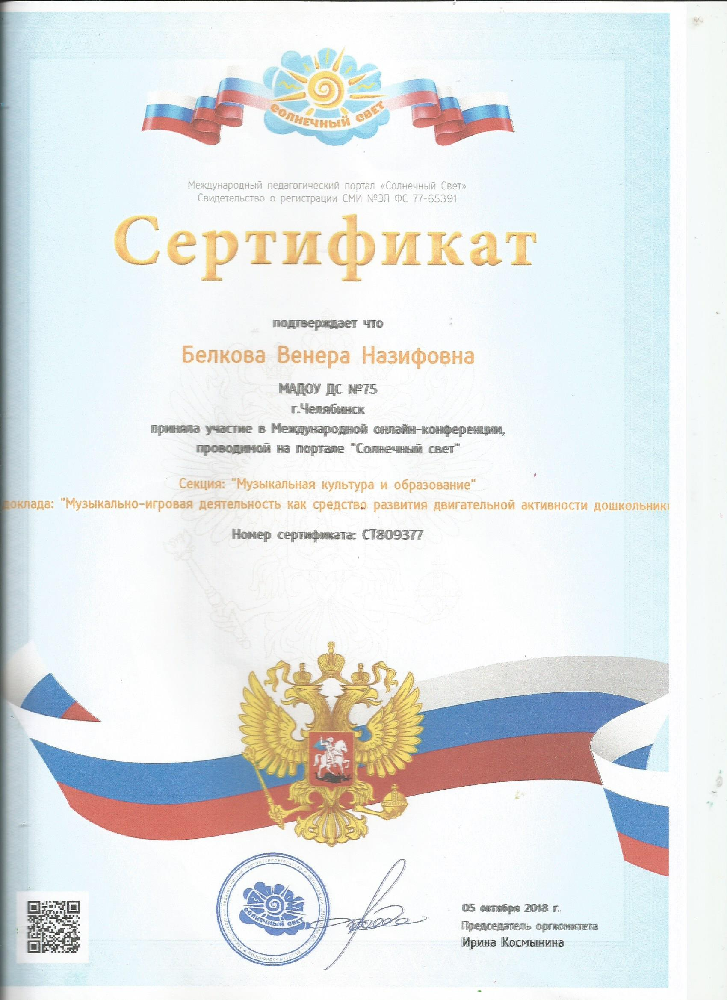 СОЛНЕЧНЫЙ СВЕТ
Международный педагогический портал «Солнечный Свет»
Свидетельство о регистрации СМИ №ЭЛ ФС 77-65391
Сертификат
подтверждает что
Белкова Венера Назифовна
МАДОУ ДС №75
г.Челябинск
приняла участие в Международной онлайн-конференции,
проводимой на портале "Солнечный свет"
Секция: "Музыкальная культура и образование"
доклада: "Музыкально-игровая деятельность как средство развития двигательной активности дошкольник
Номер сертификата: СТ809377
СОЛНЕЧНЫЙ СВЕТ
05 октября 2018 г.
Председатель оргкомитета
Ирина Космынина